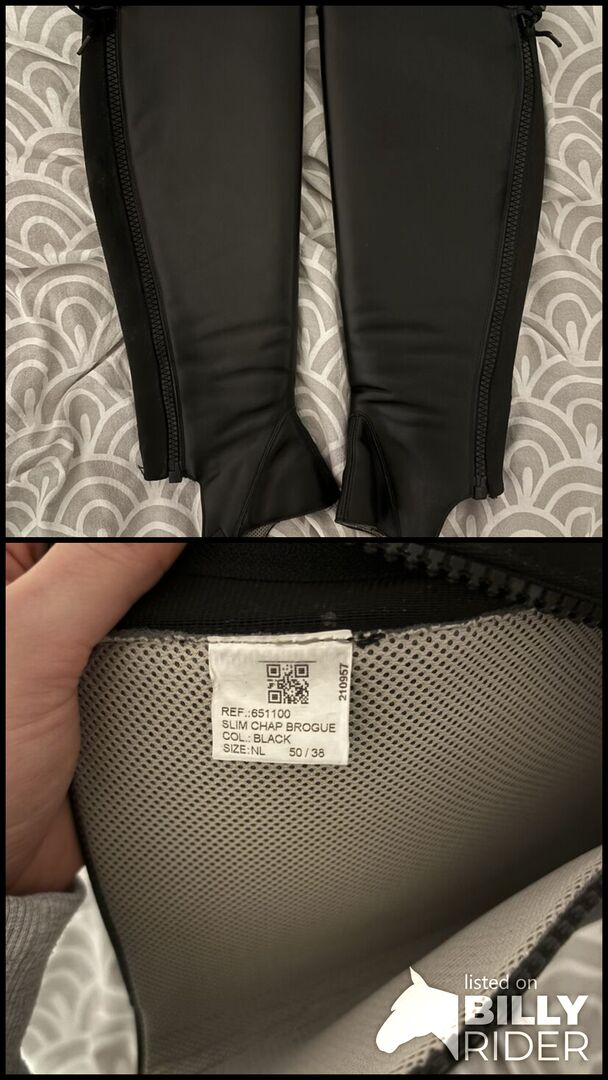 210957
REF.:651100
SLIM CHAP BROGUE
COL.: BLACK
SIZE:NL 50 / 38
listed on
BILLY
RIDER